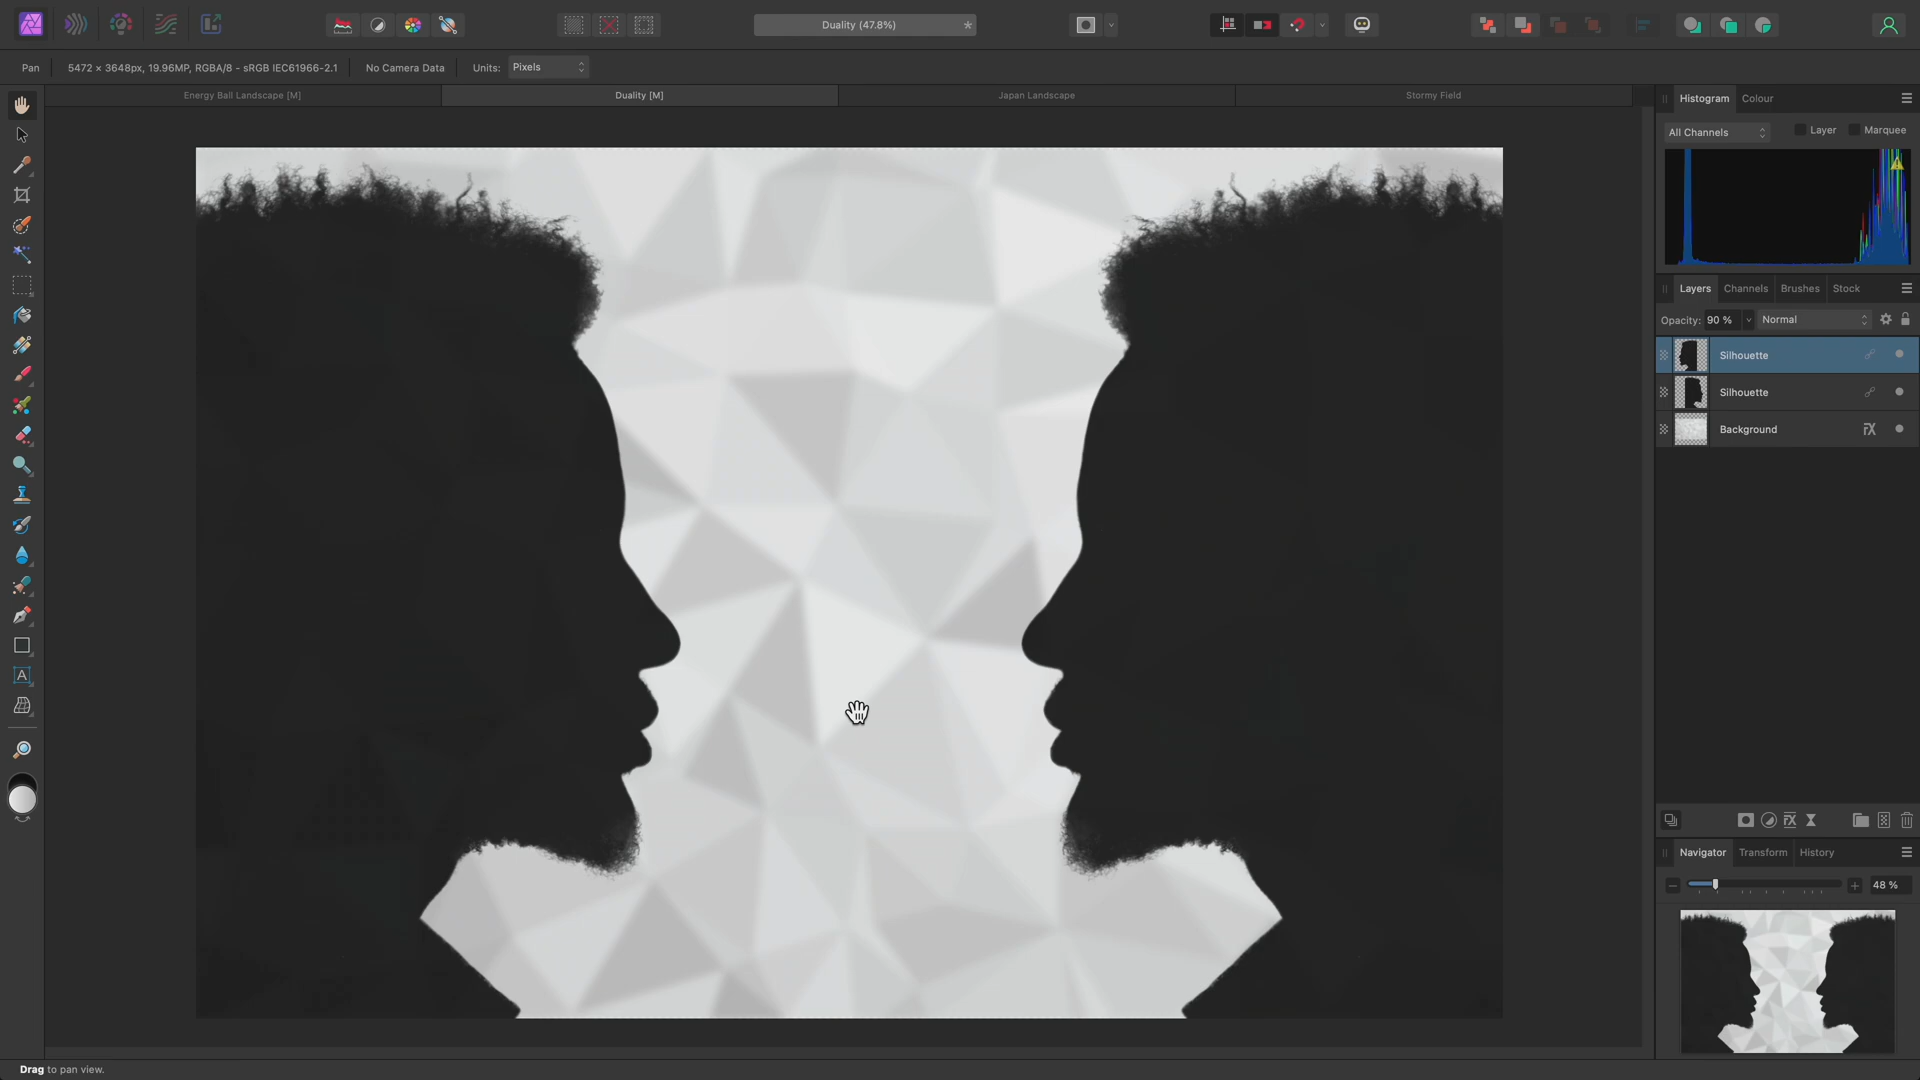 Duality (47.8%) *
Pan 5472 × 3648px, 19.96MP, RGBA/8 - sRGB IEC61966-2.1 No Camera Data Units: Pixels
Energy Ball Landscape [M] Duality [M] Japan Landscape Stormy Field
Histogram Colour
All Channels Layer Marquee
Layers Channels Brushes Stock
Opacity: 90 % Normal
Silhouette
Silhouette
Background
Navigator Transform History
48 %
A
Drag to pan view.